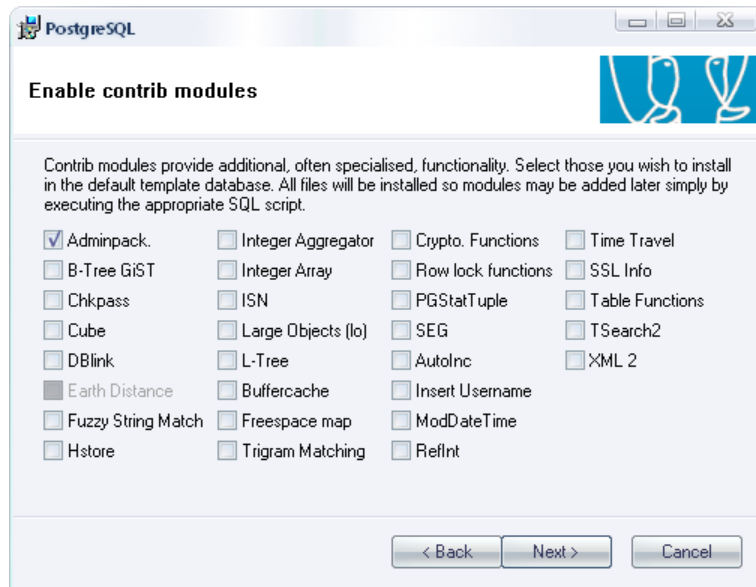 PostgreSQL
Enable contrib modules
Contrib modules provide additional, often specialised, functionality. Select those you wish to install
in the default template database. All files will be installed so modules may be added later simply by
executing the appropriate SQL script.
Adminpack. Integer Aggregator Crypto. Functions Time Travel
B-Tree GiST Integer Array Row lock functions SSL Info
Chkpass ISN PGStatTuple Table Functions
Cube Large Objects (lo) SEG TSearch2
DBlink L-Tree AutoInc XML 2
Earth Distance Buffercache Insert Username
Fuzzy String Match Freespace map ModDateTime
Hstore Trigram Matching RefInt
< Back Next > Cancel